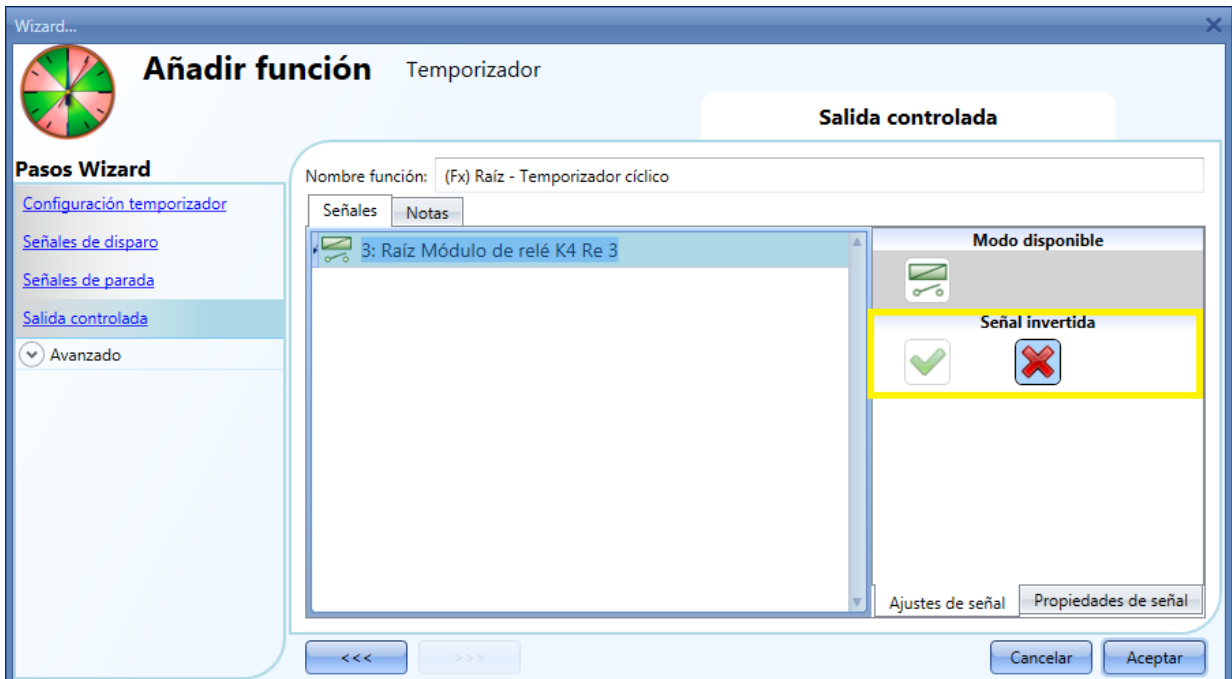 Wizard...
Añadir función Temporizador
Salida controlada
Pasos Wizard
Configuración temporizador
Señales de disparo
Señales de parada
Salida controlada
Avanzado
Nombre función: (Fx) Raíz - Temporizador cíclico
Señales Notas
3: Raíz Módulo de relé K4 Re 3
Modo disponible
Señal invertida
Ajustes de señal Propiedades de señal
<<< >>> Cancelar Aceptar